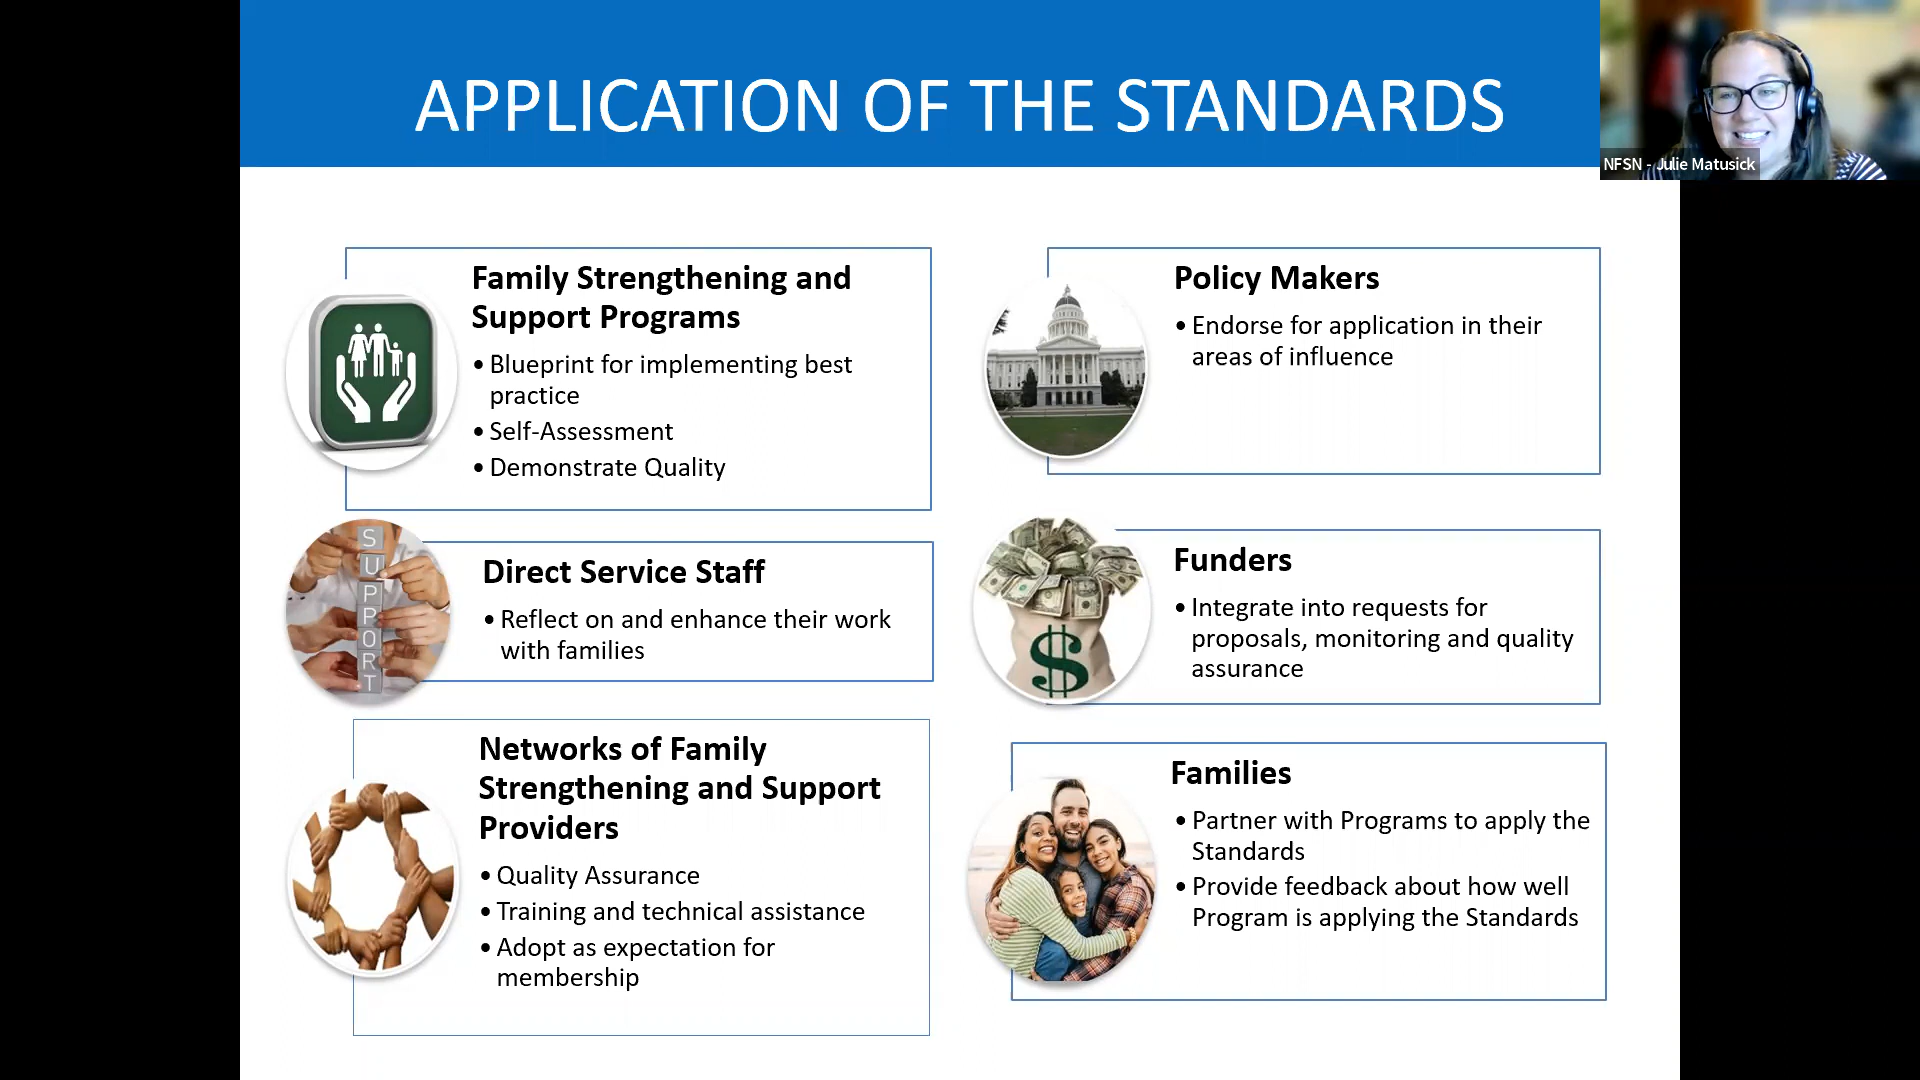 APPLICATION OF THE STANDARDS
NFSN - Julie Matusick
Family Strengthening and
Support Programs
• Blueprint for implementing best
practice
• Self-Assessment
• Demonstrate Quality
Policy Makers
• Endorse for application in their
areas of influence
S
U
P
P
O
R
T
Direct Service Staff
• Reflect on and enhance their work
with families
$
Funders
• Integrate into requests for
proposals, monitoring and quality
assurance
Networks of Family
Strengthening and Support
Providers
• Quality Assurance
• Training and technical assistance
• Adopt as expectation for
membership
Families
• Partner with Programs to apply the
Standards
• Provide feedback about how well
Program is applying the Standards